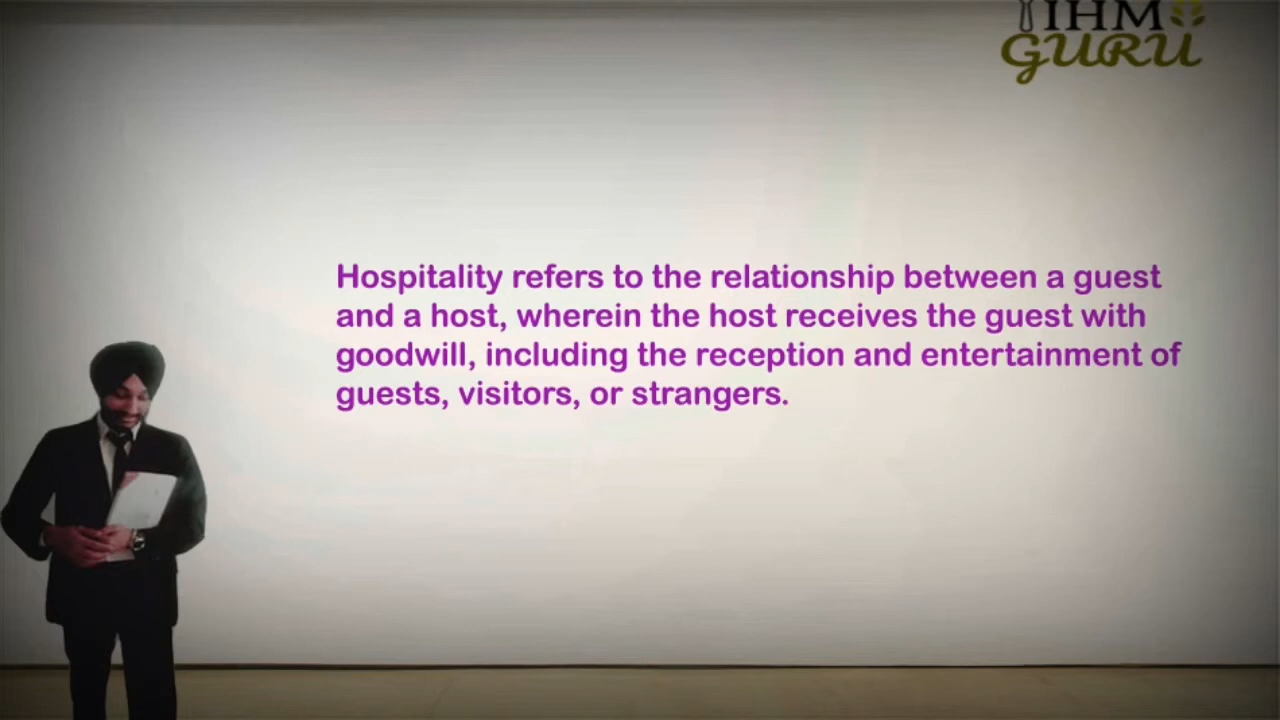 IHM
GURU
Hospitality refers to the relationship between a guest
and a host, wherein the host receives the guest with
goodwill, including the reception and entertainment of
guests, visitors, or strangers.